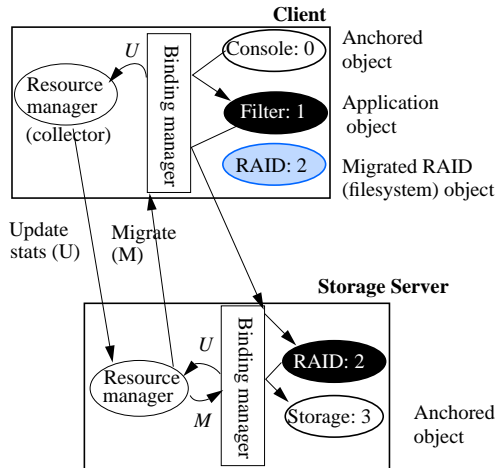 Client
Console: 0
Anchored
object
U
Binding manager
Resource
manager
(collector)
Filter: 1
Application
object
RAID: 2
Migrated RAID
(filesystem) object
Update
stats (U)
Migrate
(M)
Storage Server
Binding manager
U
RAID: 2
Resource
manager
M
Storage: 3
Anchored
object